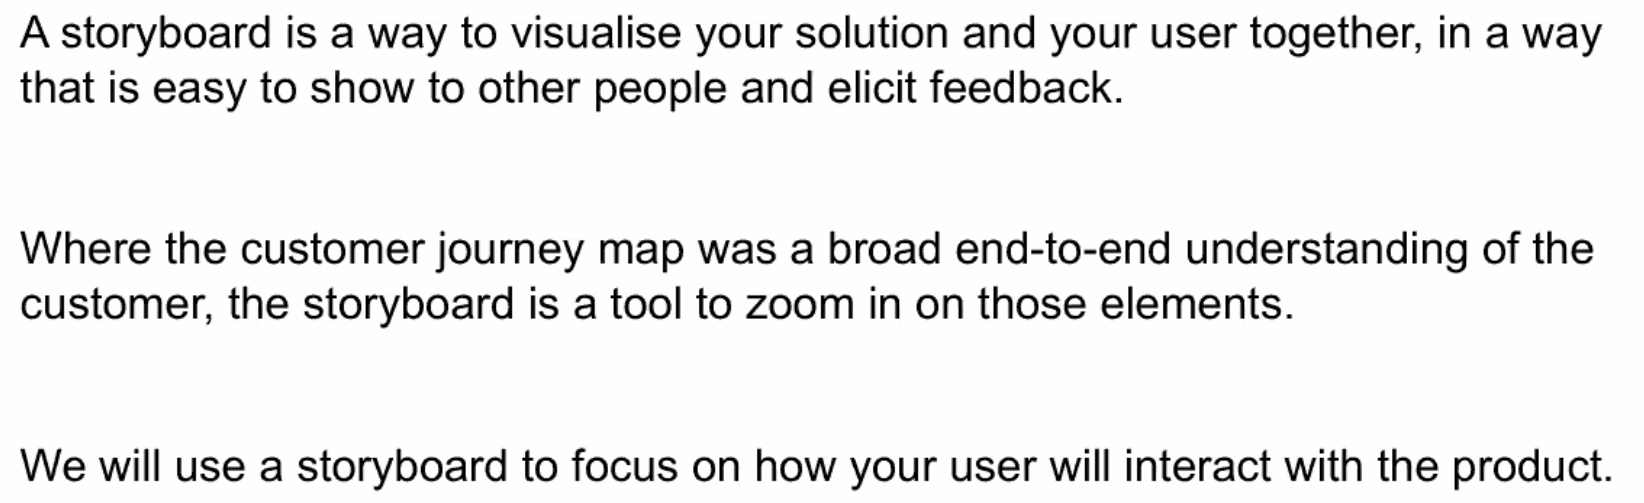 A storyboard is a way to visualise your solution and your user together, in a way
that is easy to show to other people and elicit feedback.
Where the customer journey map was a broad end-to-end understanding of the
customer, the storyboard is a tool to zoom in on those elements.
We will use a storyboard to focus on how your user will interact with the product.